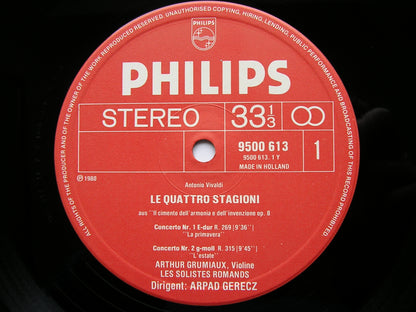 ALL RIGHTS OF THE PRODUCER AND OF THE OWNER OF THE WORK REPRODUCED RESERVED. UNAUTHORISED COPYING, HIRING, LENDING, PUBLIC PERFORMANCE AND BROADCASTING OF THIS RECORD PROHIBITED.
PHILIPS
PHILIPS
STEREO 33 1/3
9500 613
9500 613. 1 Y
MADE IN HOLLAND
1
℗ 1980
Antonio Vivaldi
LE QUATTRO STAGIONI
aus "Il cimento dell'armonia e dell'invenzione op. 8
Concerto Nr. 1 E-dur R. 269 [9'36"]
"La primavera"
Concerto Nr. 2 g-moll R. 315 [9'45"]
"L'estate"
ARTHUR GRUMIAUX, Violine
LES SOLISTES ROMANDS
Dirigent: ARPAD GERECZ